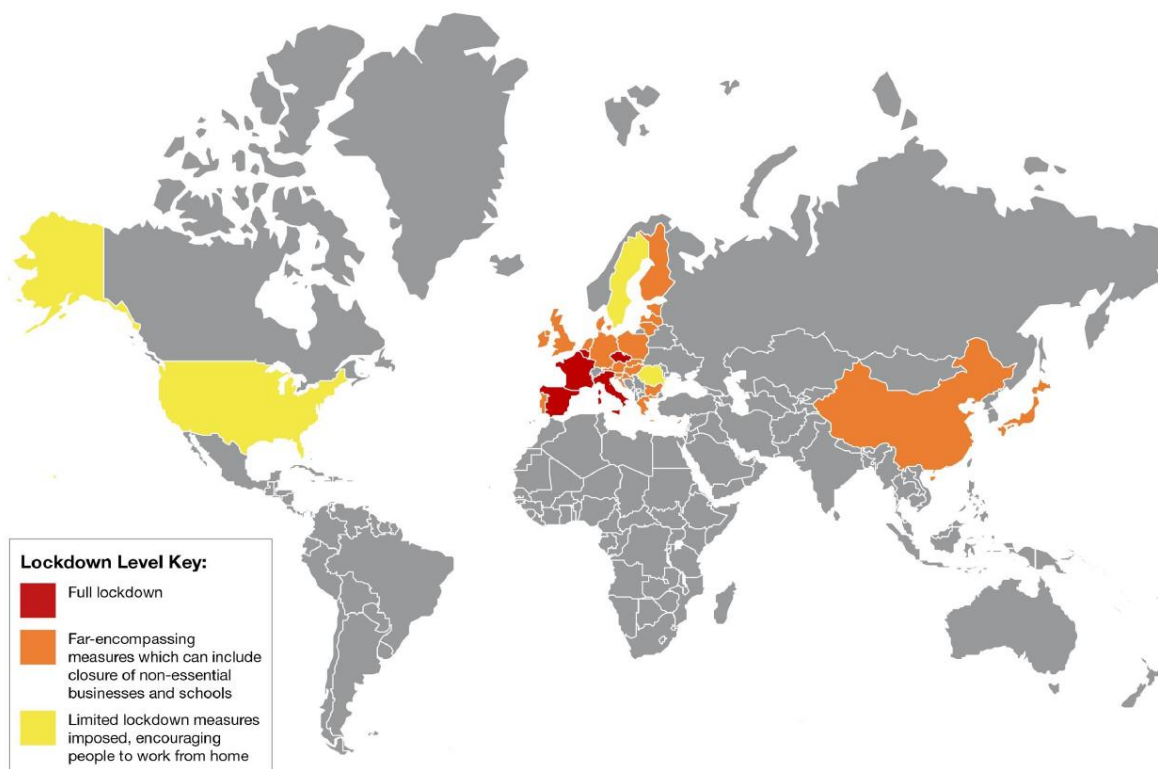 Lockdown Level Key:
Full lockdown
Far-encompassing
measures which can include
closure of non-essential
businesses and schools
Limited lockdown measures
imposed, encouraging
people to work from home